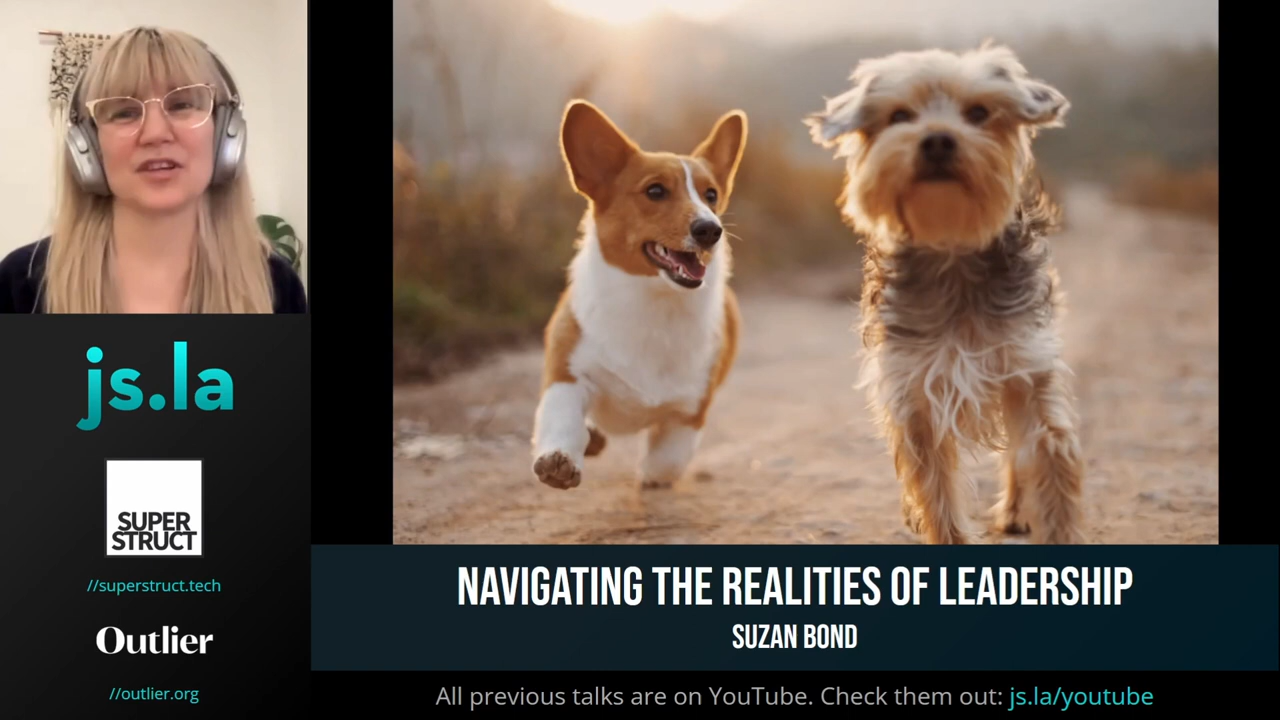 js.la
SUPER
STRUCT
//superstruct.tech
Outlier
//outlier.org
NAVIGATING THE REALITIES OF LEADERSHIP
SUZAN BOND
All previous talks are on YouTube. Check them out: js.la/youtube